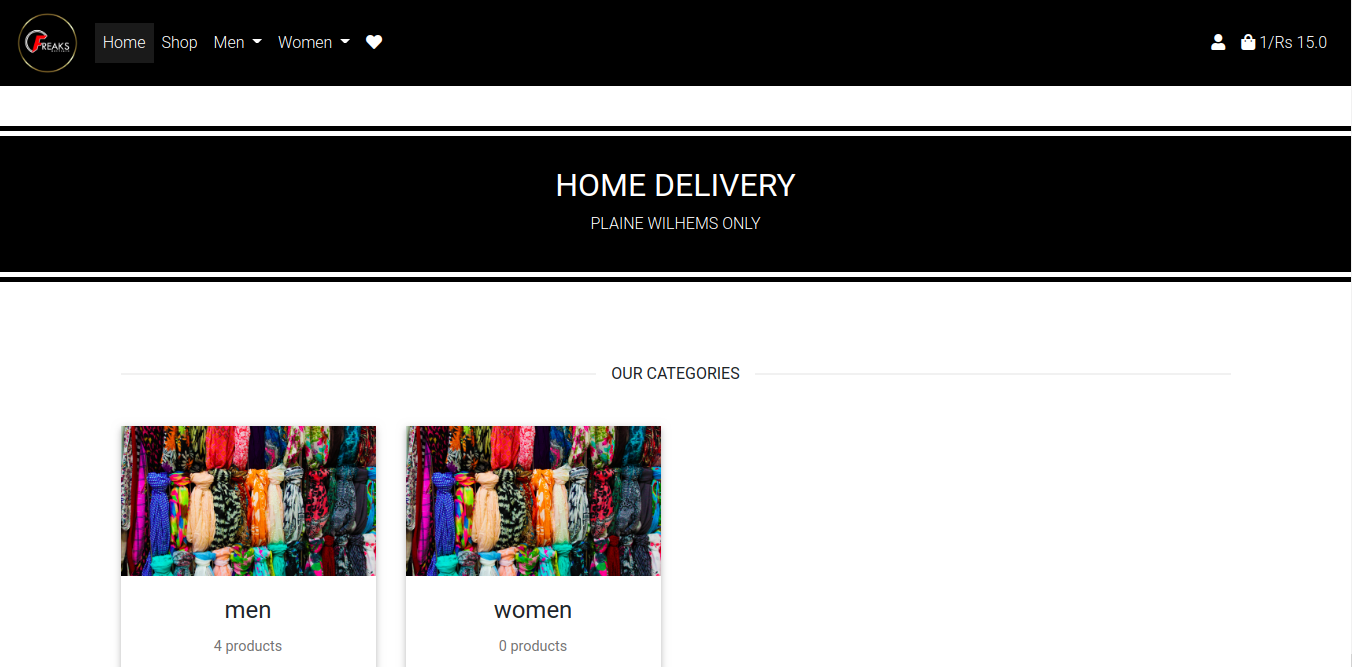 FREAKS
Home Shop Men Women 1/Rs 15.0
HOME DELIVERY
PLAINE WILHEMS ONLY
OUR CATEGORIES
men women
4 products 0 products